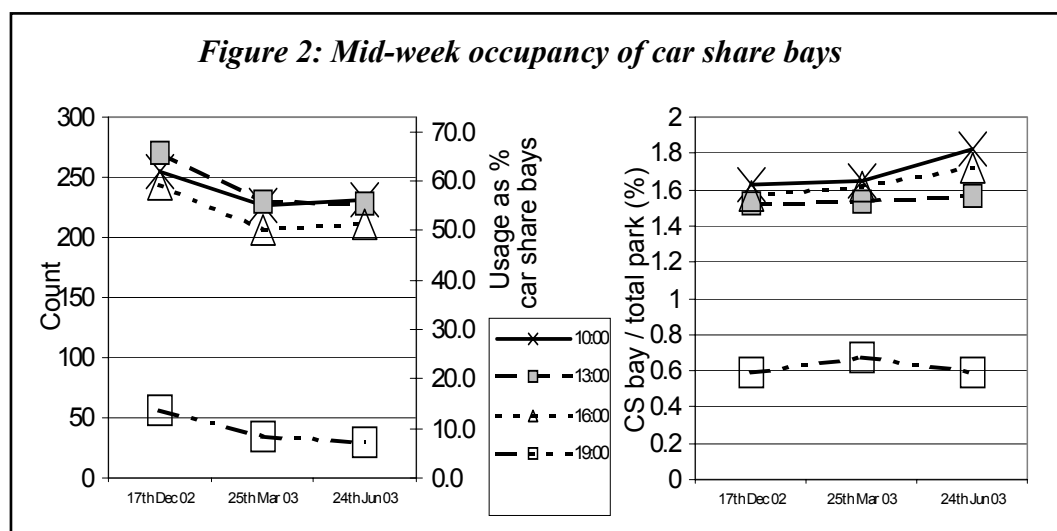 Figure 2: Mid-week occupancy of car share bays
300
250
200
150
100
50
0
Count
17th Dec 02
25th Mar 03
24th Jun 03
70.0
60.0
50.0
40.0
30.0
20.0
10.0
0.0
Usage as %
car share bays
10:00
13:00
16:00
19:00
2
1.8
1.6
1.4
1.2
1
0.8
0.6
0.4
0.2
0
CS bay / total park (%)
17th Dec 02
25th Mar 03
24th Jun 03